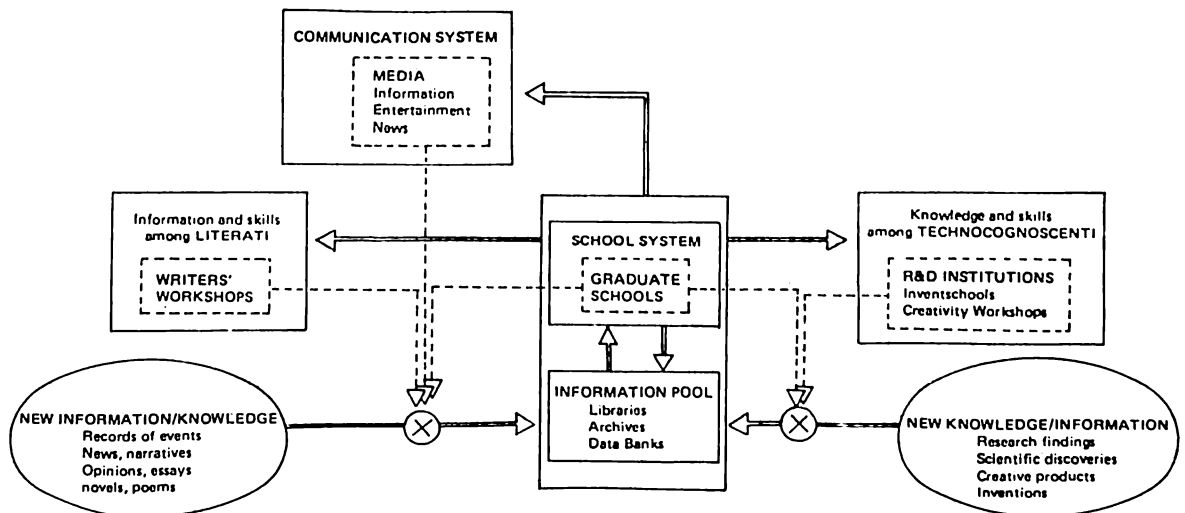 COMMUNICATION SYSTEM
MEDIA
Information
Entertainment
News
Information and skills
among LITERATI
WRITERS'
WORKSHOPS
SCHOOL SYSTEM
GRADUATE
SCHOOLS
Knowledge and skills
among TECHNOCOGNOSCENTI
R&D INSTITUTIONS
Inventschools
Creativity Workshops
NEW INFORMATION/KNOWLEDGE
Records of events
News, narratives
Opinions, essays
novels, poems
INFORMATION POOL
Libraries
Archives
Data Banks
NEW KNOWLEDGE/INFORMATION
Research findings
Scientific discoveries
Creative products
Inventions